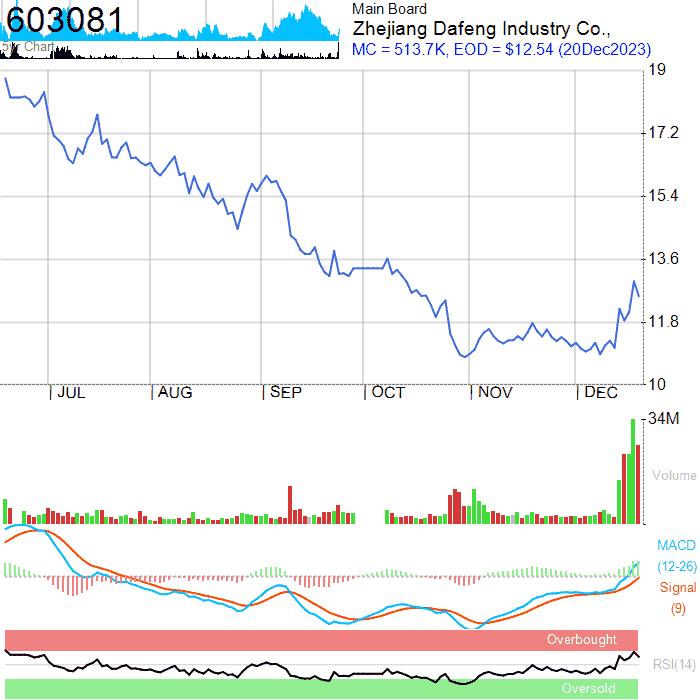 603081
5yr Chart
Main Board
Zhejiang Dafeng Industry Co.,
MC = 513.7K, EOD = $12.54 (20Dec2023)
19
17.2
15.4
13.6
11.8
10
JUL
AUG
SEP
OCT
NOV
DEC
34M
Volume
MACD
(12-26)
Signal
(9)
Overbought
RSI(14)
Oversold